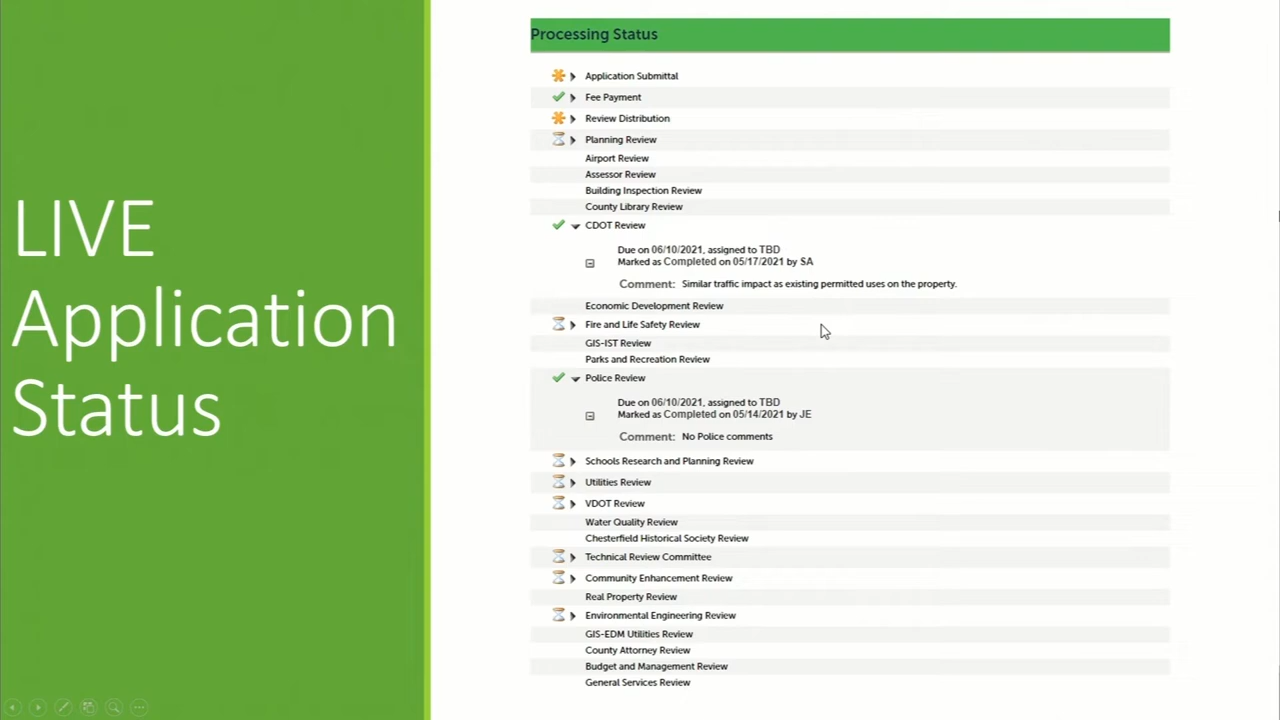 LIVE
Application
Status
Processing Status
Application Submittal
Fee Payment
Review Distribution
Planning Review
Airport Review
Assessor Review
Building Inspection Review
County Library Review
CDOT Review
Due on 06/10/2021, assigned to TBD
Marked as Completed on 05/17/2021 by SA
Comment: Similar traffic impact as existing permitted uses on the property.
Economic Development Review
Fire and Life Safety Review
GIS-IST Review
Parks and Recreation Review
Police Review
Due on 06/10/2021, assigned to TBD
Marked as Completed on 05/14/2021 by JE
Comment: No Police comments
Schools Research and Planning Review
Utilities Review
VDOT Review
Water Quality Review
Chesterfield Historical Society Review
Technical Review Committee
Community Enhancement Review
Real Property Review
Environmental Engineering Review
GIS-EDM Utilities Review
County Attorney Review
Budget and Management Review
General Services Review